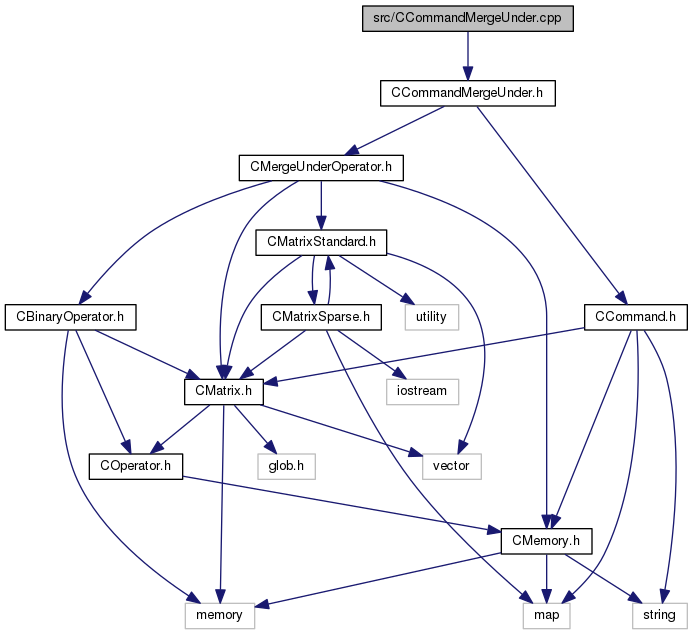 src/CCommandMergeUnder.cpp
CCommandMergeUnder.h
CMergeUnderOperator.h
CMatrixStandard.h
CBinaryOperator.h
CMatrixSparse.h
utility
CCommand.h
CMatrix.h
iostream
COperator.h
glob.h
vector
CMemory.h
memory
map
string